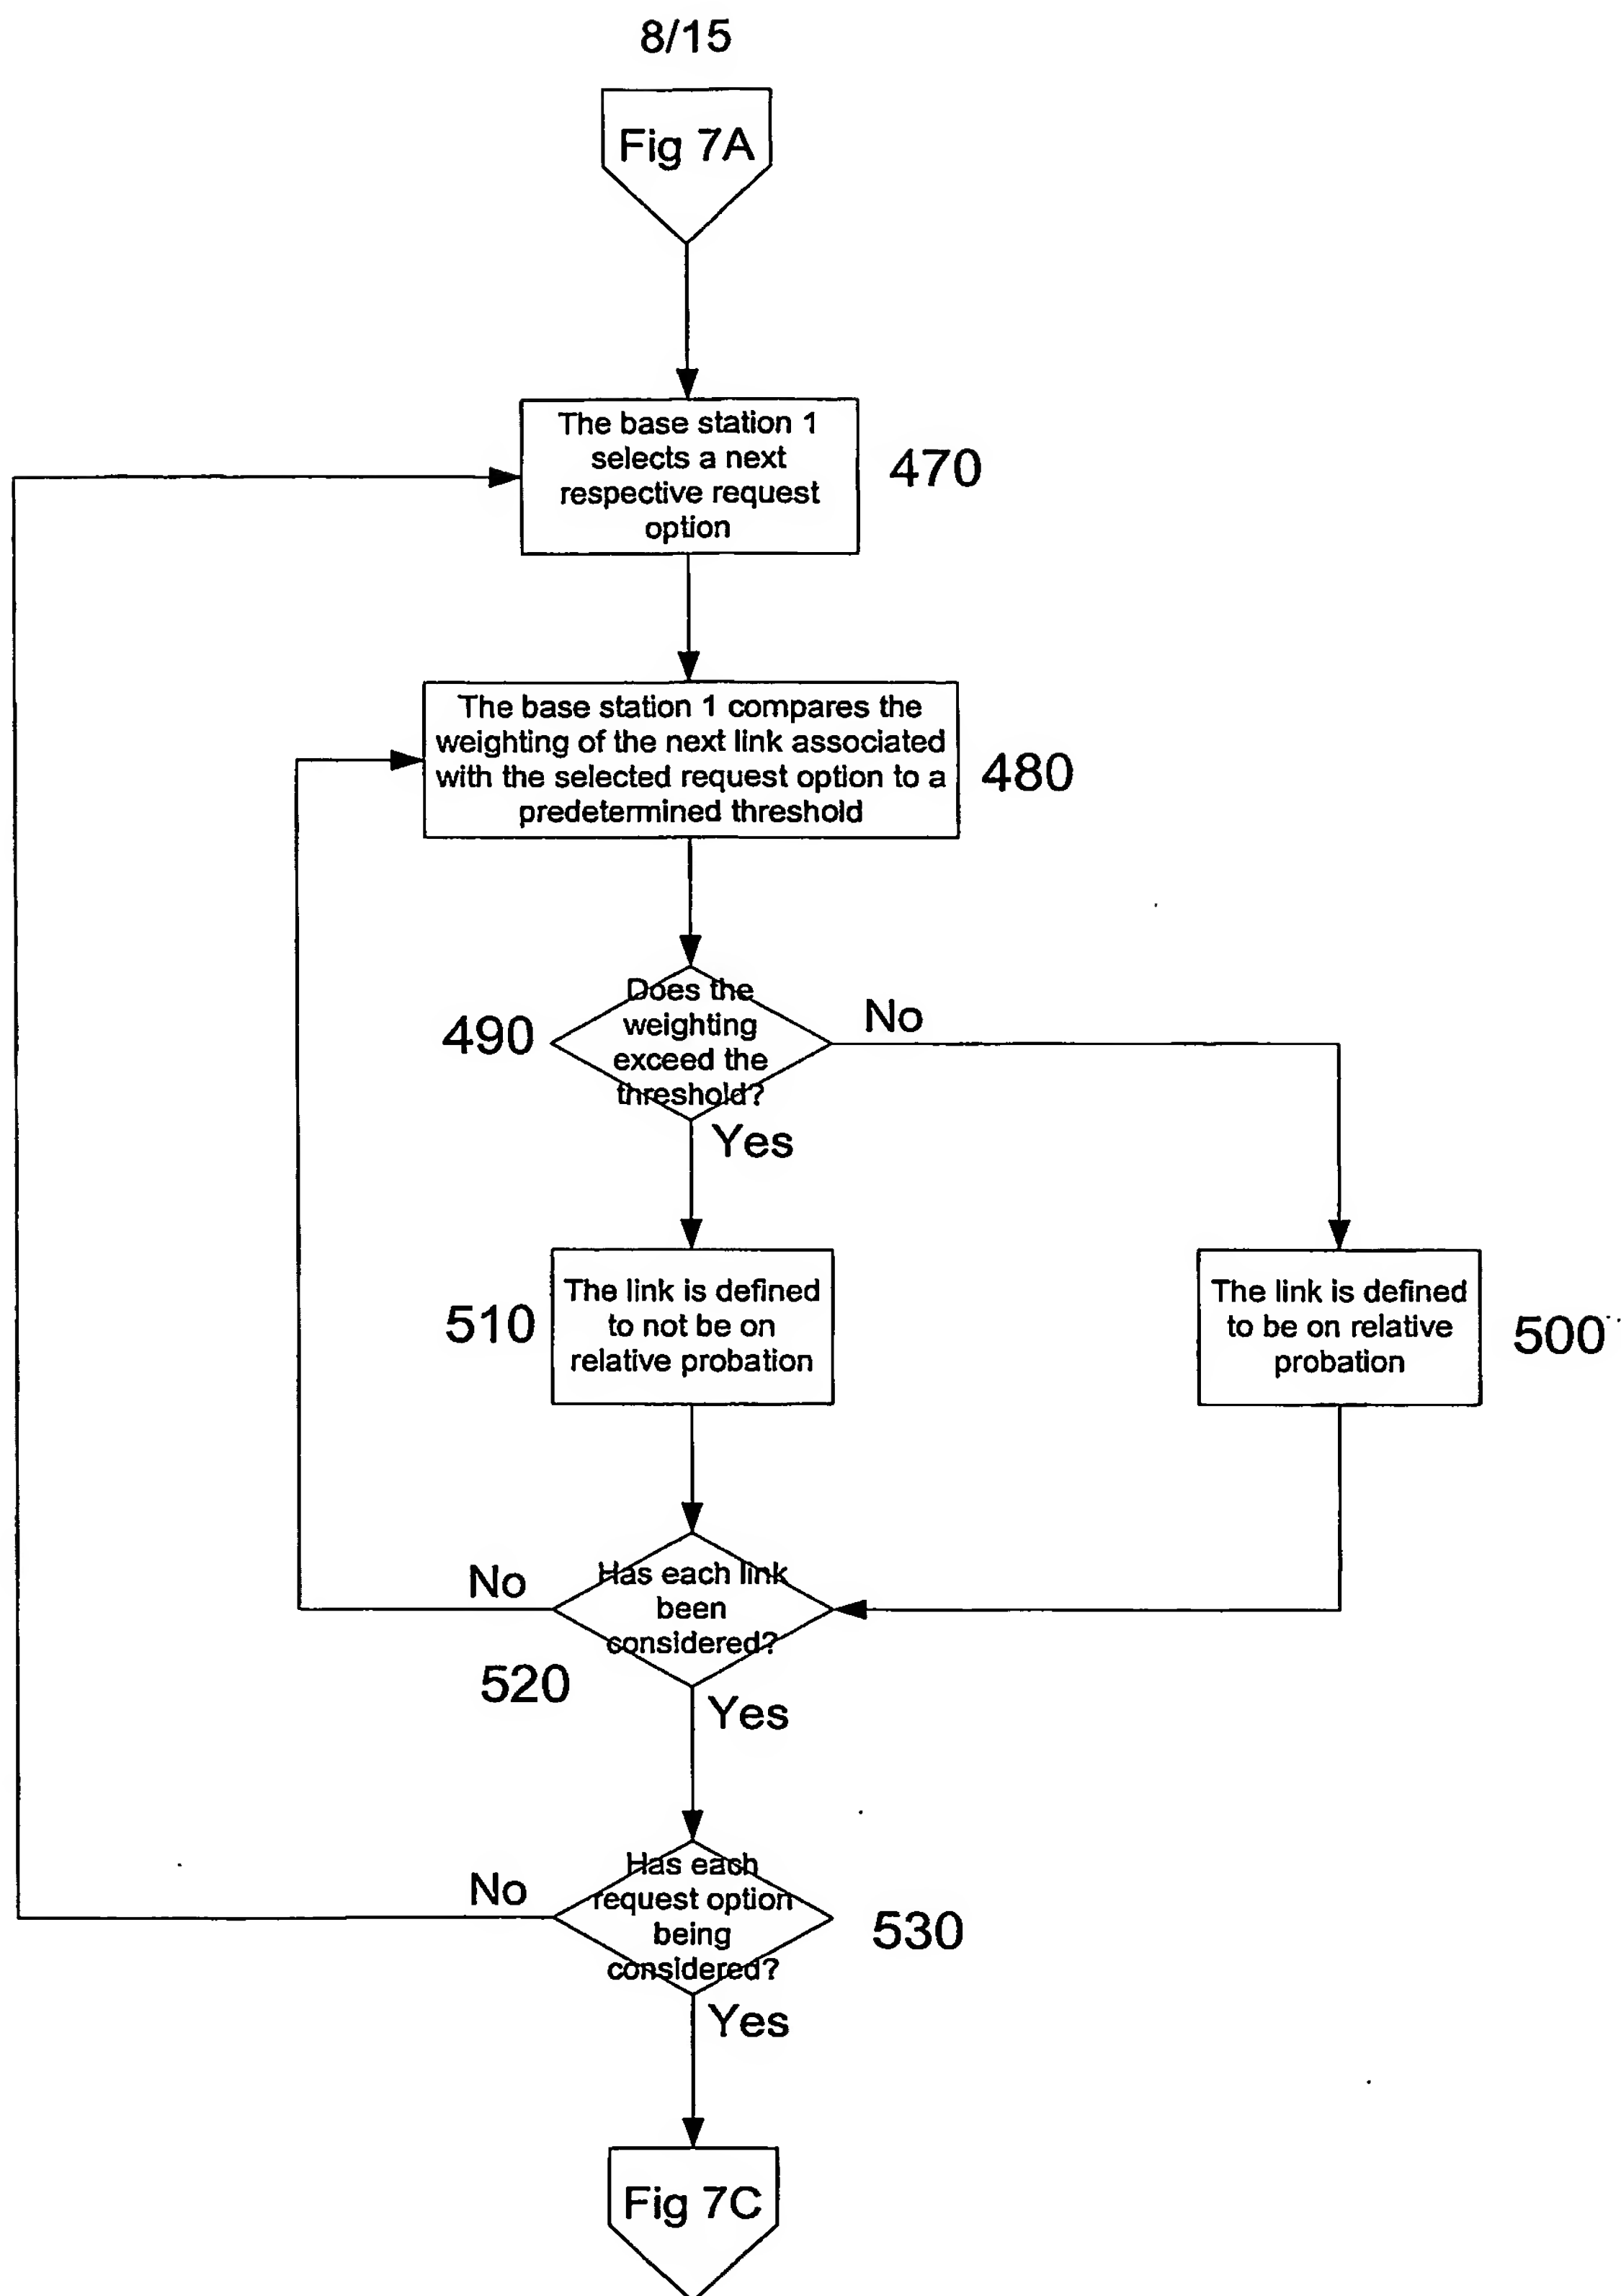 8/15
Fig 7A
The base station 1
selects a next
respective request
option
470
The base station 1 compares the
weighting of the next link associated
with the selected request option to a
predetermined threshold
480
490
Does the
weighting
exceed the
threshold?
No
Yes
510
The link is defined
to not be on
relative probation
The link is defined
to be on relative
probation
500
No
Has each link
been
considered?
520
Yes
No
Has each
request option
being
considered?
530
Yes
Fig 7C